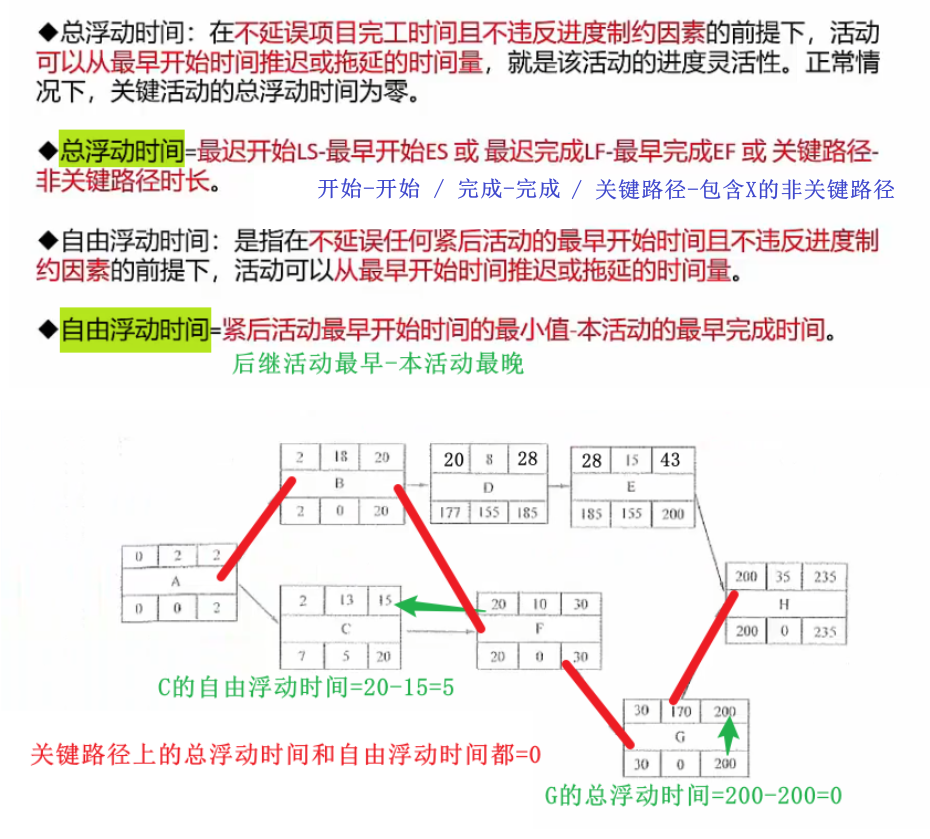 ◆总浮动时间：在不延误项目完工时间且不违反进度制约因素的前提下，活动
可以从最早开始时间推迟或拖延的时间量，就是该活动的进度灵活性。正常情
况下，关键活动的总浮动时间为零。
◆总浮动时间=最迟开始LS-最早开始ES 或 最迟完成LF-最早完成EF 或 关键路径-
非关键路径时长。
开始-开始 / 完成-完成 / 关键路径-包含X的非关键路径
◆自由浮动时间：是指在不延误任何紧后活动的最早开始时间且不违反进度制
约因素的前提下，活动可以从最早开始时间推迟或拖延的时间量。
◆自由浮动时间=紧后活动最早开始时间的最小值-本活动的最早完成时间。
后继活动最早-本活动最晚
2 18 20
B
2 0 20
20 8 28
D
177 155 185
28 15 43
E
185 155 200
0 2 2
A
0 0 2
2 13 15
C
7 5 20
20 10 30
F
20 0 30
200 35 235
H
200 0 235
C的自由浮动时间=20-15=5
30 170 200
G
30 0 200
关键路径上的总浮动时间和自由浮动时间都=0
G的总浮动时间=200-200=0